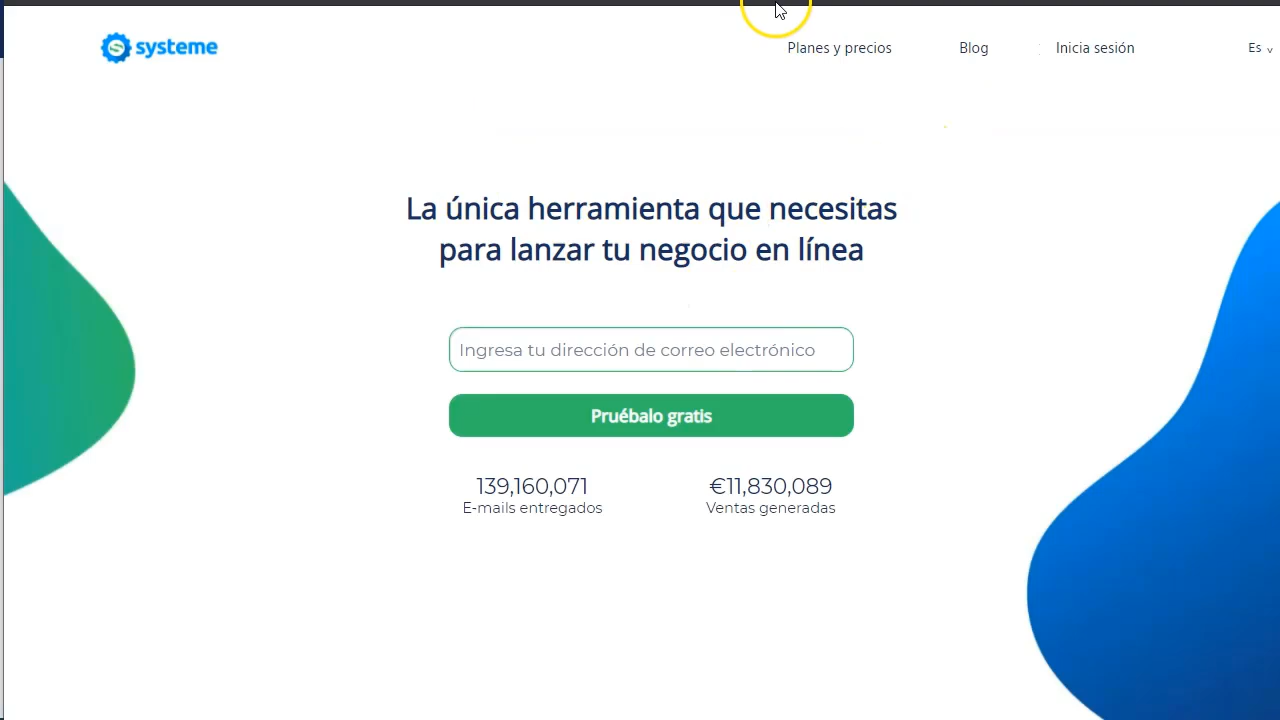 systeme
Planes y precios
Blog
Inicia sesión
Es v
La única herramienta que necesitas
para lanzar tu negocio en línea
Ingresa tu dirección de correo electrónico
Pruébalo gratis
139,160,071
E-mails entregados
€11,830,089
Ventas generadas